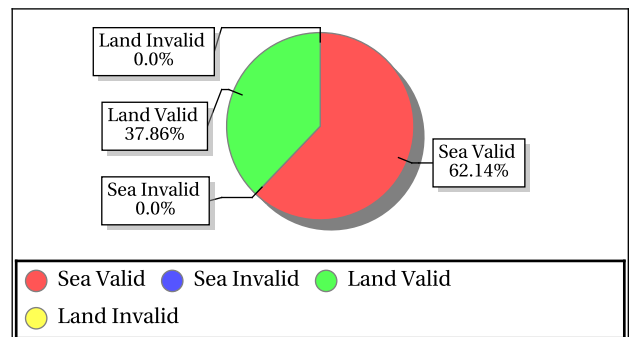 Land Invalid
0.0%
Land Valid
37.86%
Sea Invalid
0.0%
Sea Valid
62.14%
Sea Valid Sea Invalid Land Valid
Land Invalid